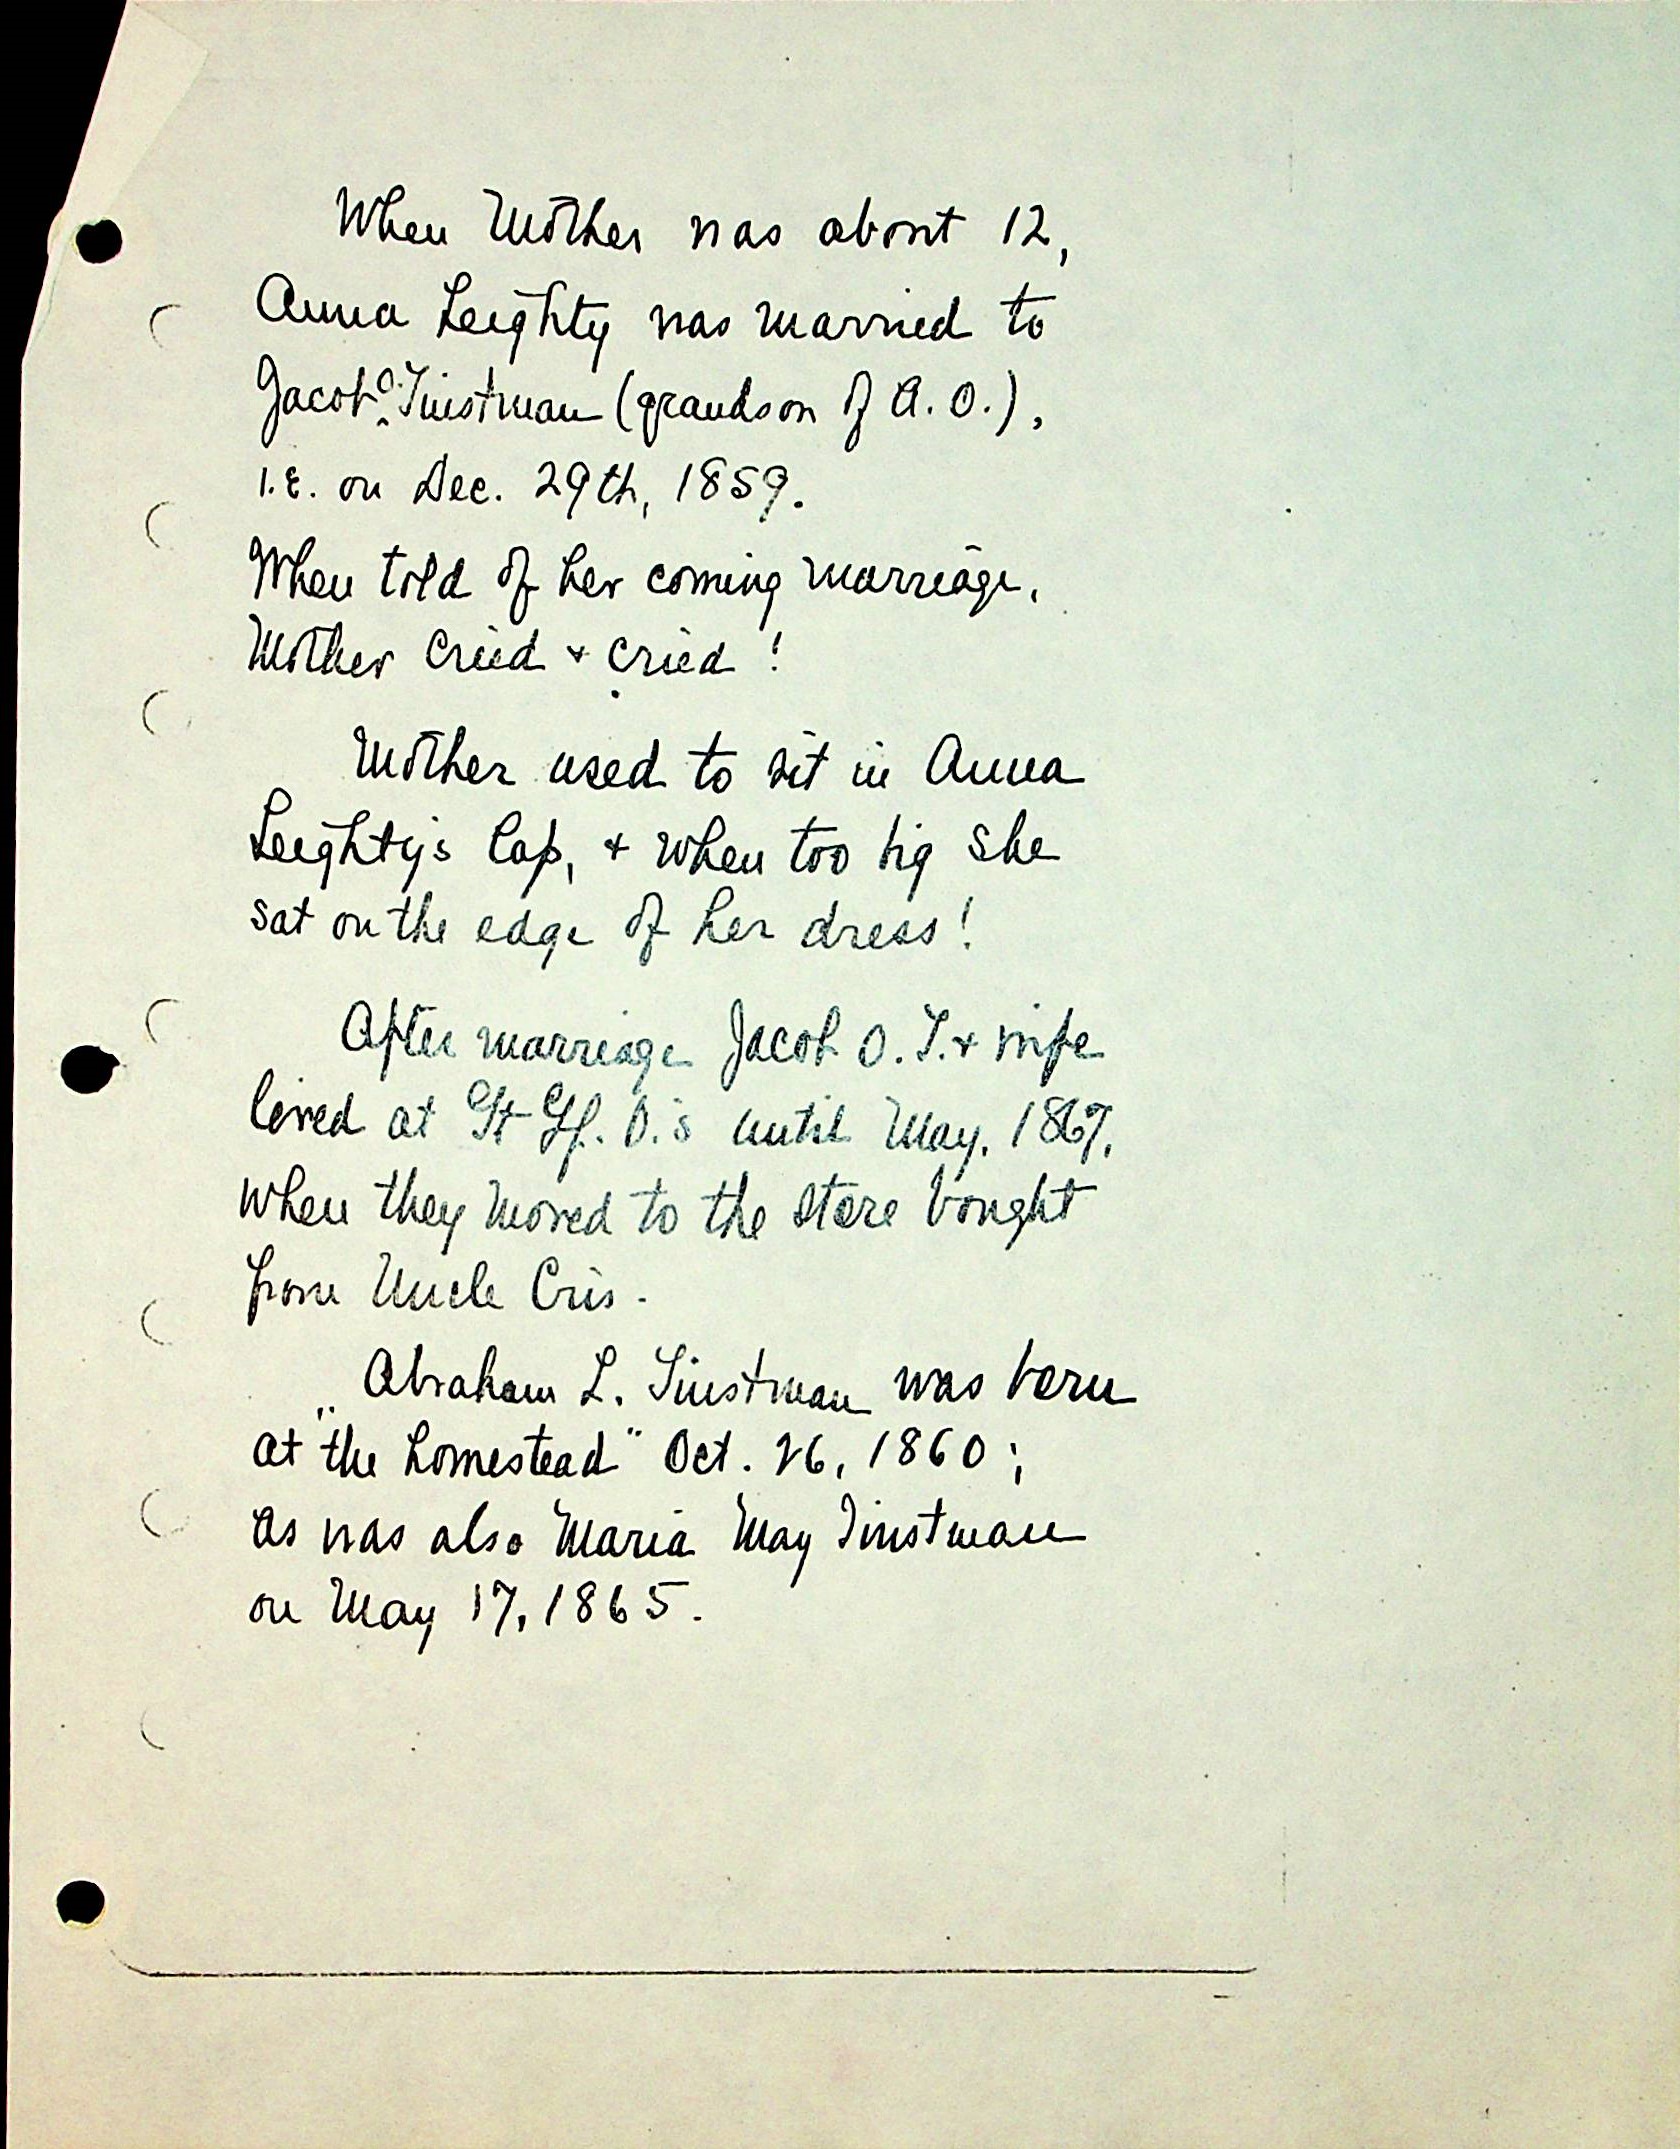 When Mother was about 12,
Anna Leighty was married to
Jacob O. Tinstman (grandson of A. O.),
i.e. on Dec. 29th, 1859.
When told of her coming marriage,
Mother cried + cried!
Mother used to sit in Anna
Leighty's lap, + when too big she
sat on the edge of her dress!
After marriage Jacob O. T. + wife
lived at Gt Gf. O.'s until May, 1867,
when they moved to the store bought
from Uncle Cris.
Abraham L. Tinstman was born
at "the homestead" Oct. 26, 1860;
as was also Maria May Tinstman
on May 17, 1865.